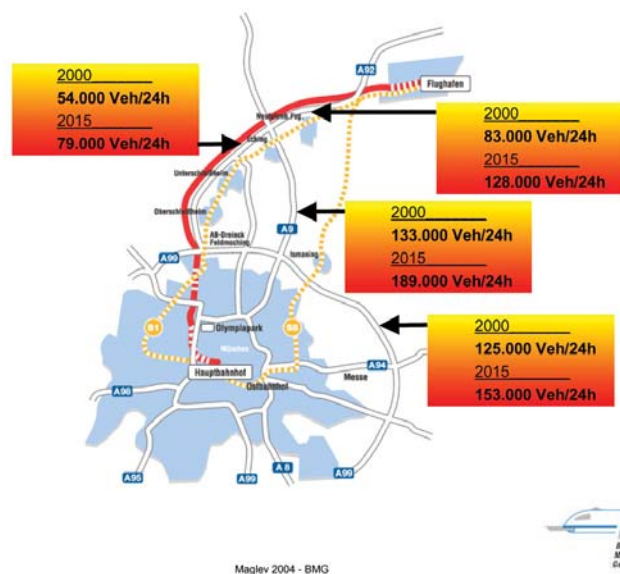 A9
A92
Flughafen
2000
54.000 Veh/24h
2015
79.000 Veh/24h
2000
83.000 Veh/24h
2015
128.000 Veh/24h
Eching
Unterschleißheim
Oberschleißheim
AB-Dreieck
Feldmoching
A9
Ismaning
A99
2000
133.000 Veh/24h
2015
189.000 Veh/24h
S1
Olympiapark
S8
München
Hauptbahnhof
Ostbahnhof
Messe
A94
2000
125.000 Veh/24h
2015
153.000 Veh/24h
A96
A95
A99
A8
A99
Maglev 2004 - BMG